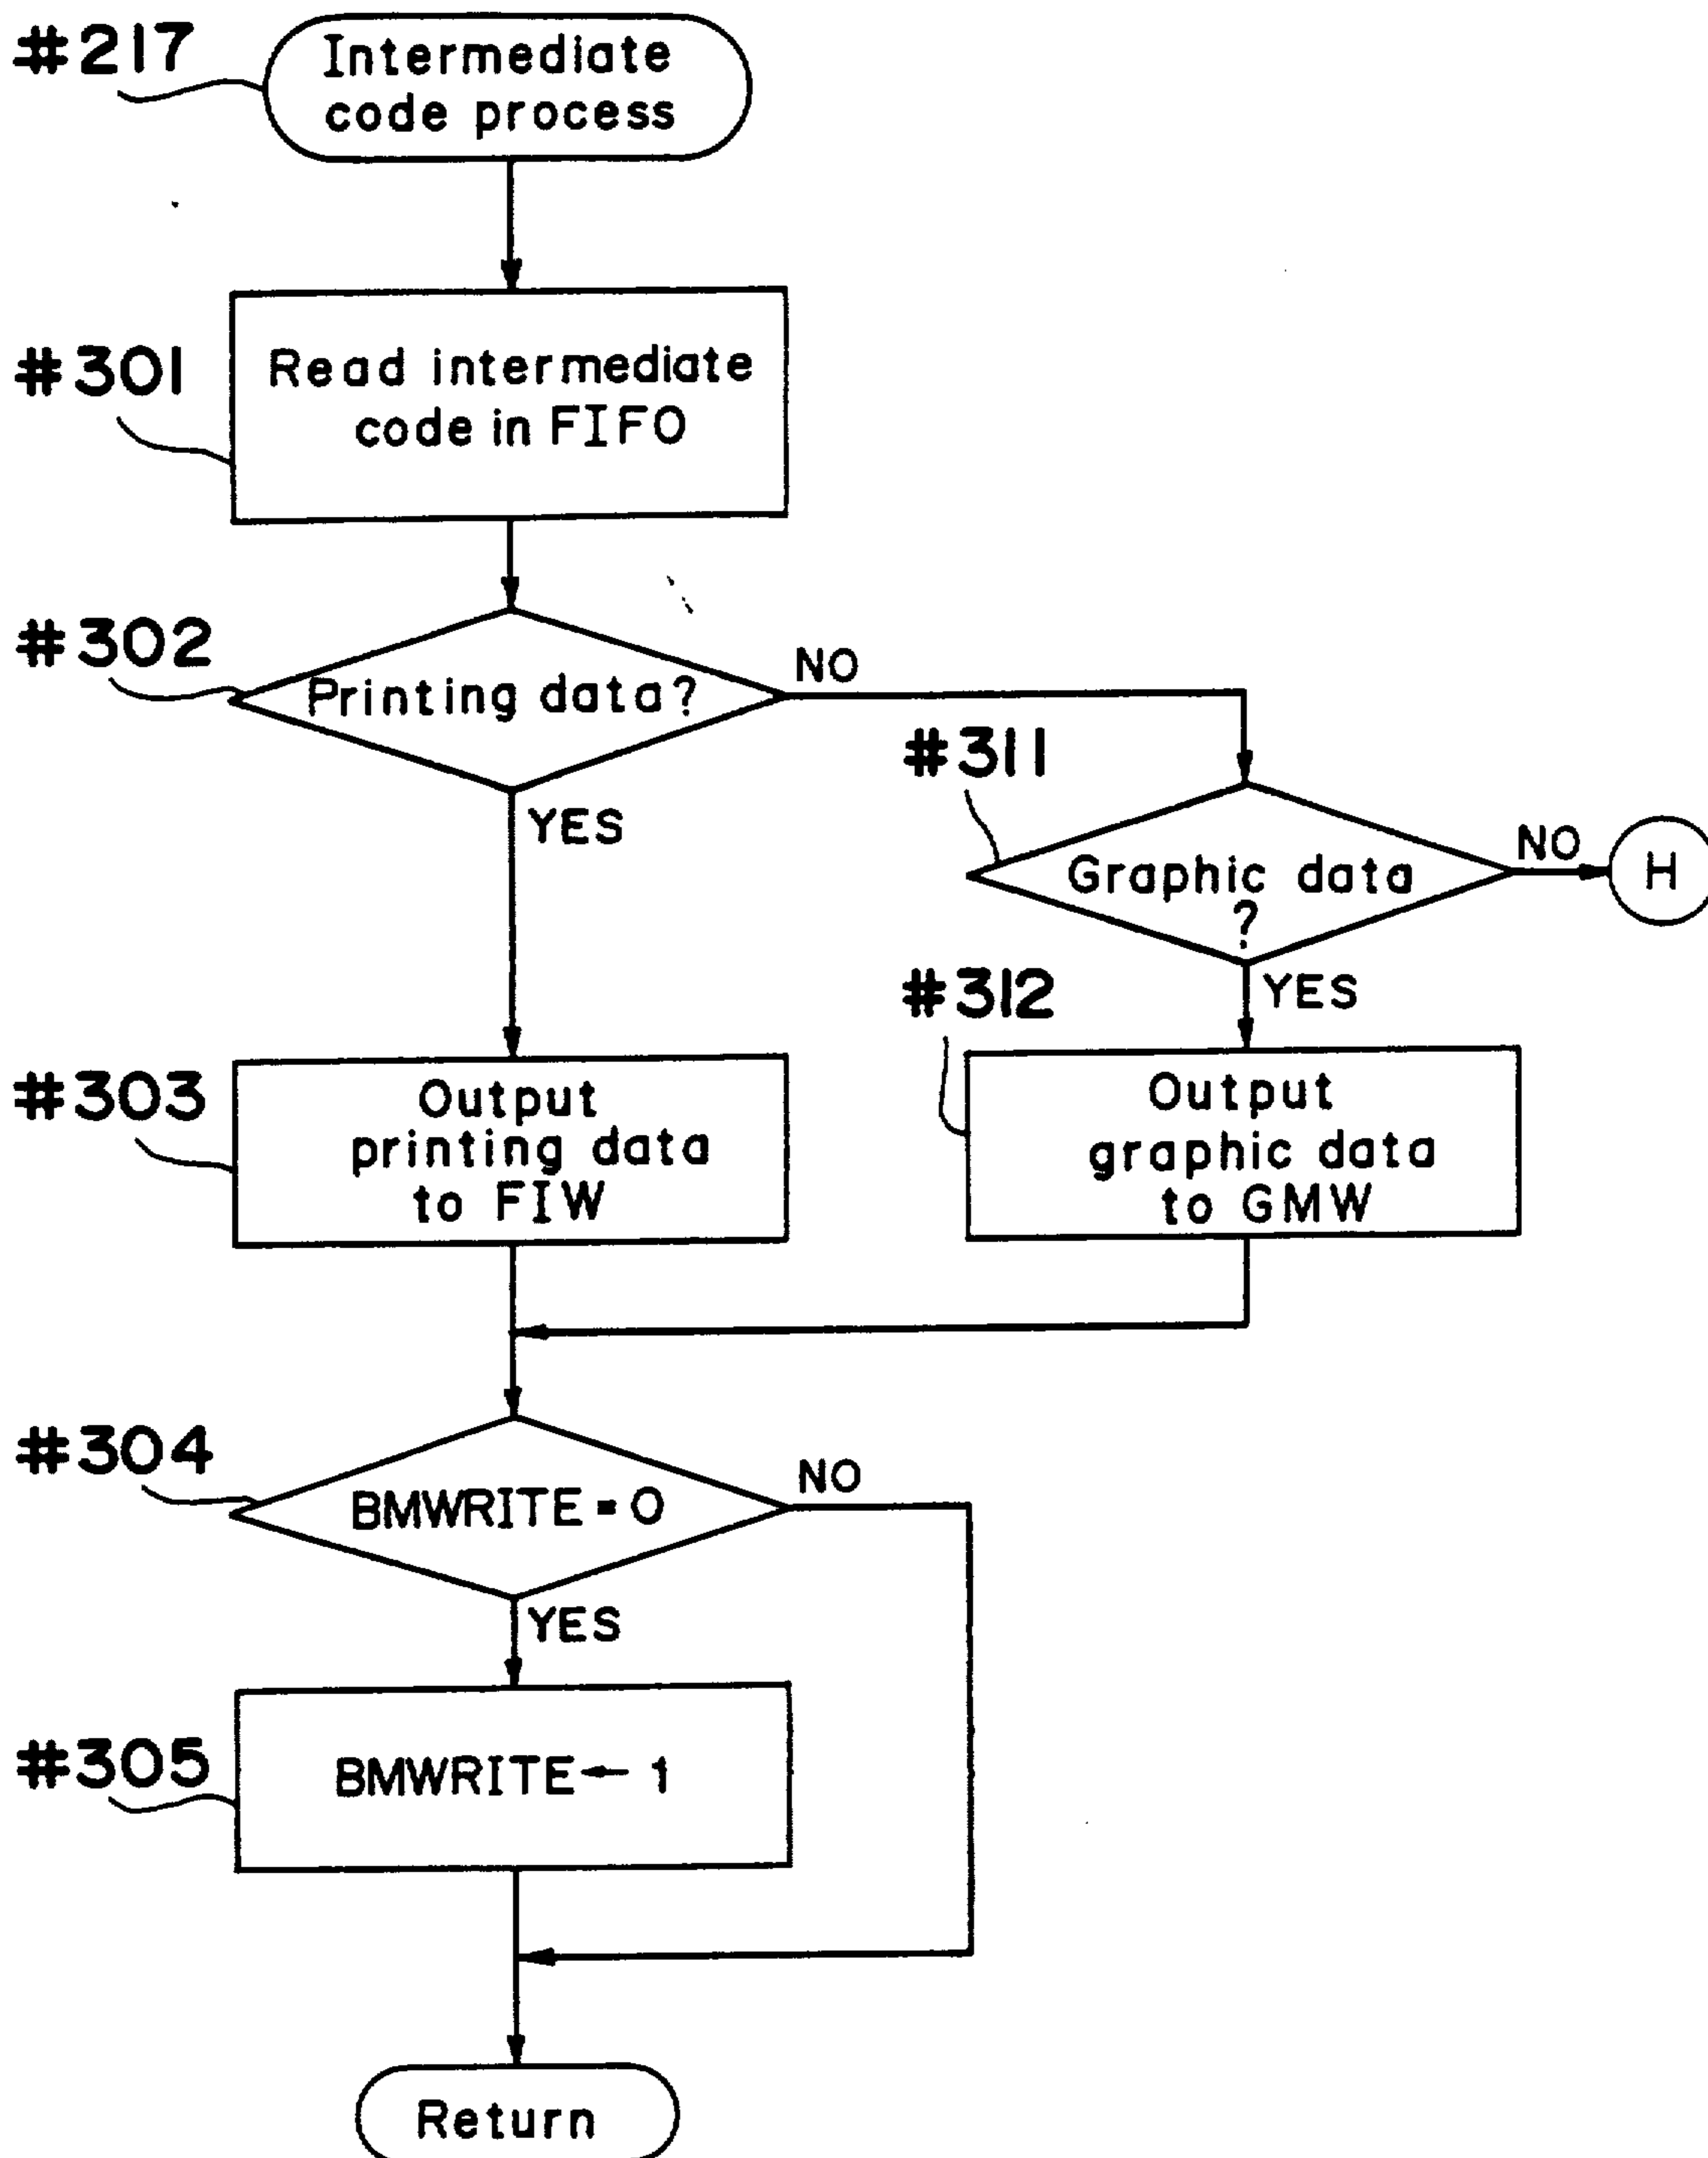 #217
Intermediate
code process
#301
Read intermediate
code in FIFO
#302
Printing data?
NO
YES
#311
Graphic data
?
NO
H
YES
#312
Output
graphic data
to GMW
#303
Output
printing data
to FIW
#304
BMWRITE = 0
NO
YES
#305
BMWRITE ← 1
Return